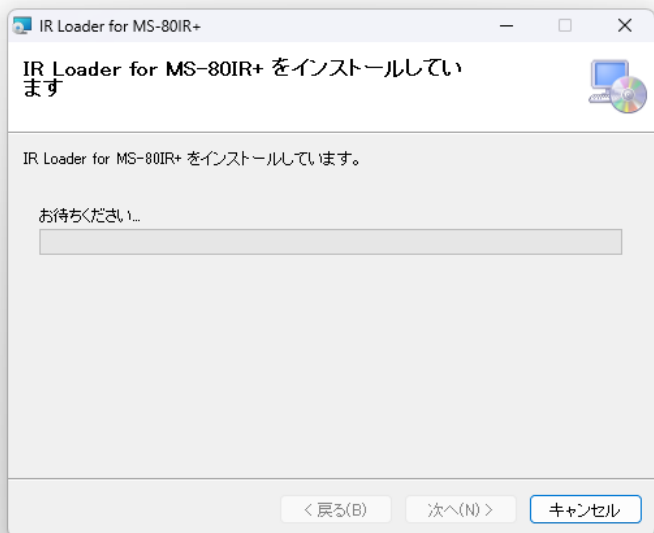 IR Loader for MS-80IR+
IR Loader for MS-80IR+ をインストールしてい
ます
IR Loader for MS-80IR+ をインストールしています。
お待ちください...
< 戻る(B)
次へ(N) >
キャンセル